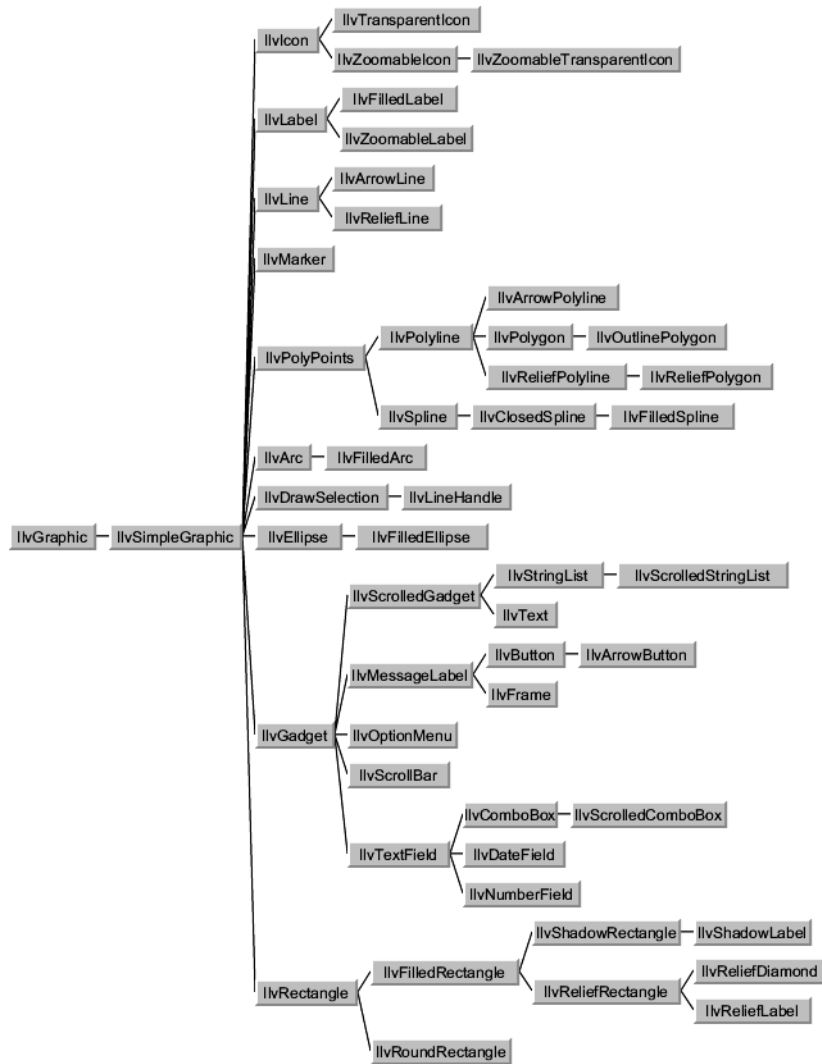 IlvTransparentIcon
IlvIcon
IlvZoomableIcon
IlvZoomableTransparentIcon
IlvFilledLabel
IlvLabel
IlvZoomableLabel
IlvArrowLine
IlvLine
IlvReliefLine
IlvMarker
IlvArrowPolyline
IlvPolyline
IlvPolygon
IlvOutlinePolygon
IlvPolyPoints
IlvReliefPolyline
IlvReliefPolygon
IlvSpline
IlvClosedSpline
IlvFilledSpline
IlvArc
IlvFilledArc
IlvDrawSelection
IlvLineHandle
IlvGraphic
IlvSimpleGraphic
IlvEllipse
IlvFilledEllipse
IlvStringList
IlvScrolledStringList
IlvScrolledGadget
IlvText
IlvButton
IlvArrowButton
IlvMessageLabel
IlvFrame
IlvGadget
IlvOptionMenu
IlvScrollBar
IlvComboBox
IlvScrolledComboBox
IlvTextField
IlvDateField
IlvNumberField
IlvShadowRectangle
IlvShadowLabel
IlvFilledRectangle
IlvReliefDiamond
IlvReliefRectangle
IlvRectangle
IlvReliefLabel
IlvRoundRectangle